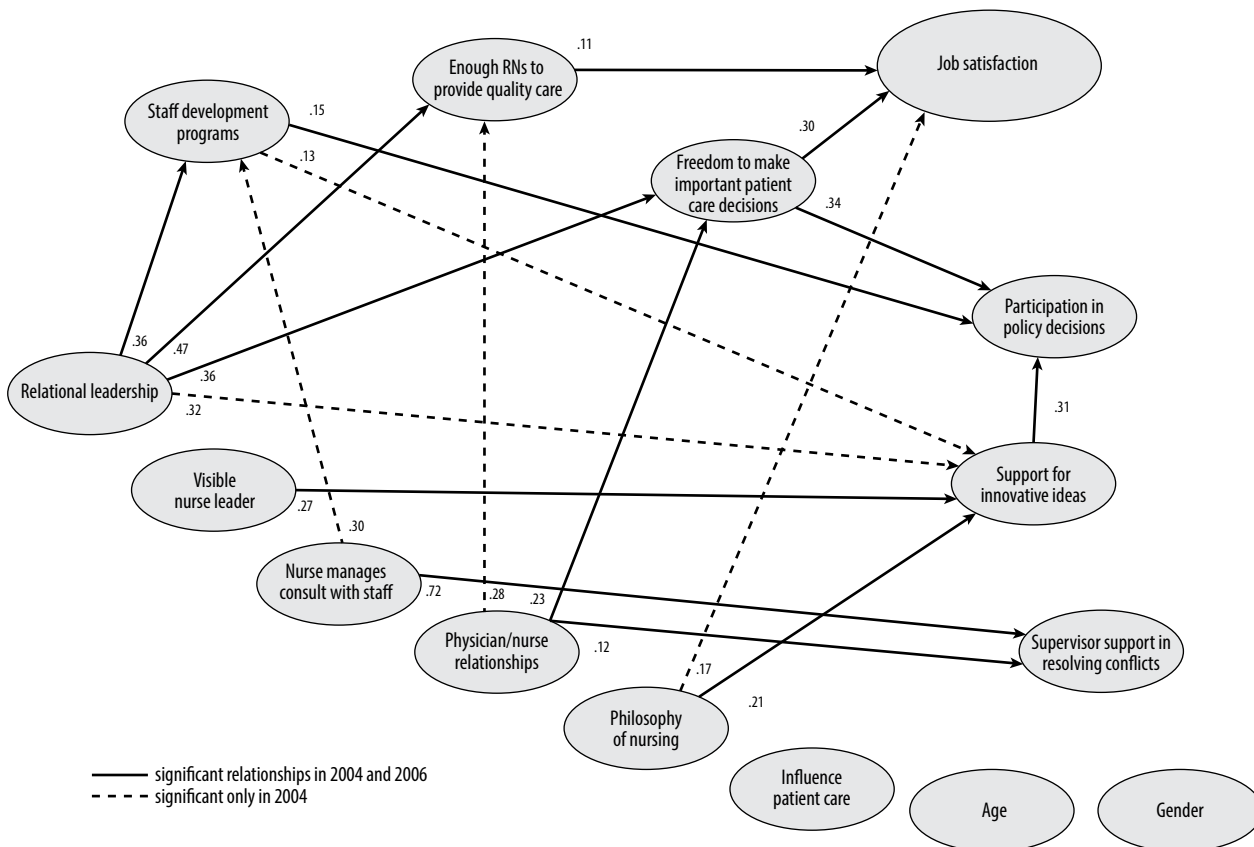 .11
Enough RNs to
provide quality care
Job satisfaction
Staff development
programs
.15
.13
.30
Freedom to make
important patient
care decisions
.34
Participation in
policy decisions
.36
.47
.36
Relational leadership
.32
.31
Visible
nurse leader
.27
Support for
innovative ideas
.30
Nurse manages
consult with staff
.72
.28
.23
Physician/nurse
relationships
.12
Supervisor support in
resolving conflicts
.17
.21
Philosophy
of nursing
significant relationships in 2004 and 2006
significant only in 2004
Influence
patient care
Age
Gender